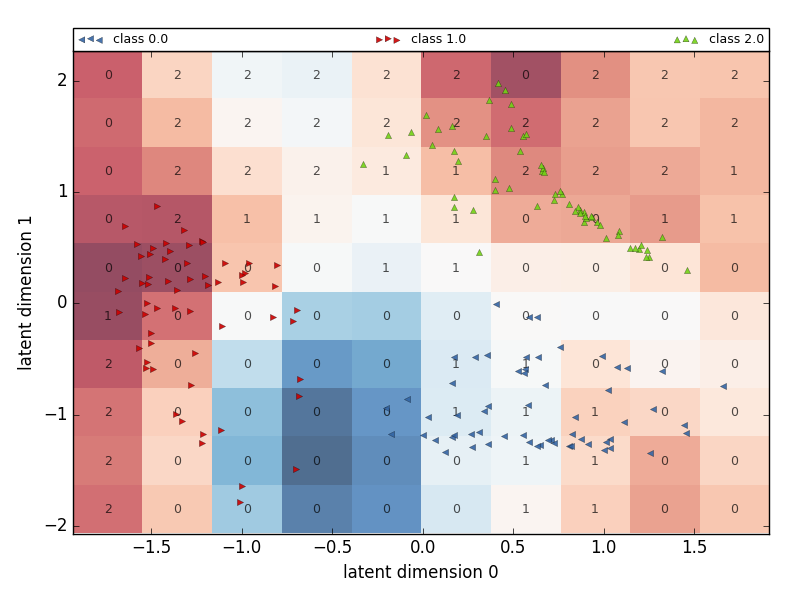 class 0.0 class 1.0 class 2.0
0 2 2 2 2 2 0 2 2 2
0 2 2 2 2 2 2 2 2 2
0 2 2 2 1 1 2 2 2 1
0 2 1 1 1 1 0 0 1 1
0 0 0 0 1 1 0 0 0 0
1 0 0 0 0 0 0 0 0 0
2 0 0 0 0 1 1 0 0 0
2 0 0 0 0 1 1 1 0 0
2 0 0 0 0 0 1 1 0 0
2 0 0 0 0 0 1 1 0 0
2
1
0
−1
−2
latent dimension 1
−1.5 −1.0 −0.5 0.0 0.5 1.0 1.5
latent dimension 0